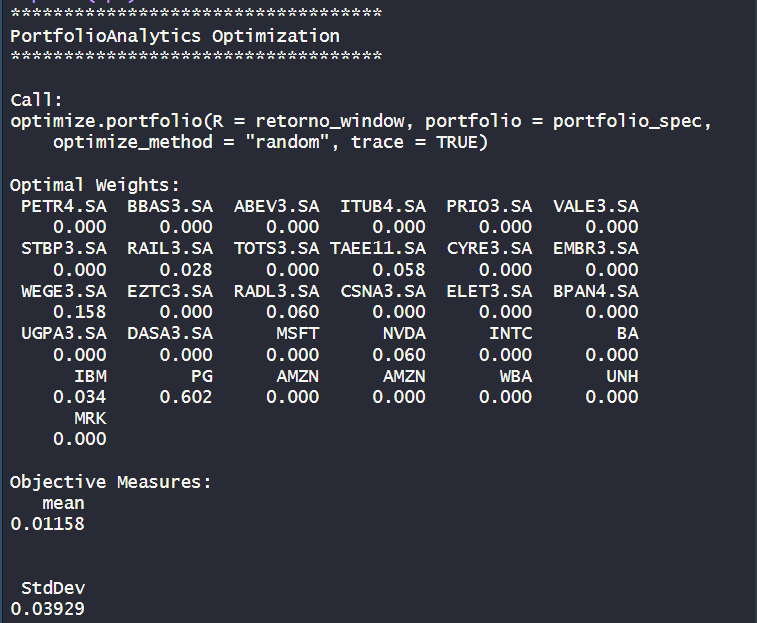 ***********************************
PortfolioAnalytics Optimization
***********************************
Call:
optimize.portfolio(R = retorno_window, portfolio = portfolio_spec,
optimize_method = "random", trace = TRUE)
Optimal Weights:
PETR4.SA BBAS3.SA ABEV3.SA ITUB4.SA PRIO3.SA VALE3.SA
0.000 0.000 0.000 0.000 0.000 0.000
STBP3.SA RAIL3.SA TOTS3.SA TAEE11.SA CYRE3.SA EMBR3.SA
0.000 0.028 0.000 0.058 0.000 0.000
WEGE3.SA EZTC3.SA RADL3.SA CSNA3.SA ELET3.SA BPAN4.SA
0.158 0.000 0.060 0.000 0.000 0.000
UGPA3.SA DASA3.SA MSFT NVDA INTC BA
0.000 0.000 0.000 0.060 0.000 0.000
IBM PG AMZN AMZN WBA UNH
0.034 0.602 0.000 0.000 0.000 0.000
MRK
0.000
Objective Measures:
mean
0.01158
StdDev
0.03929